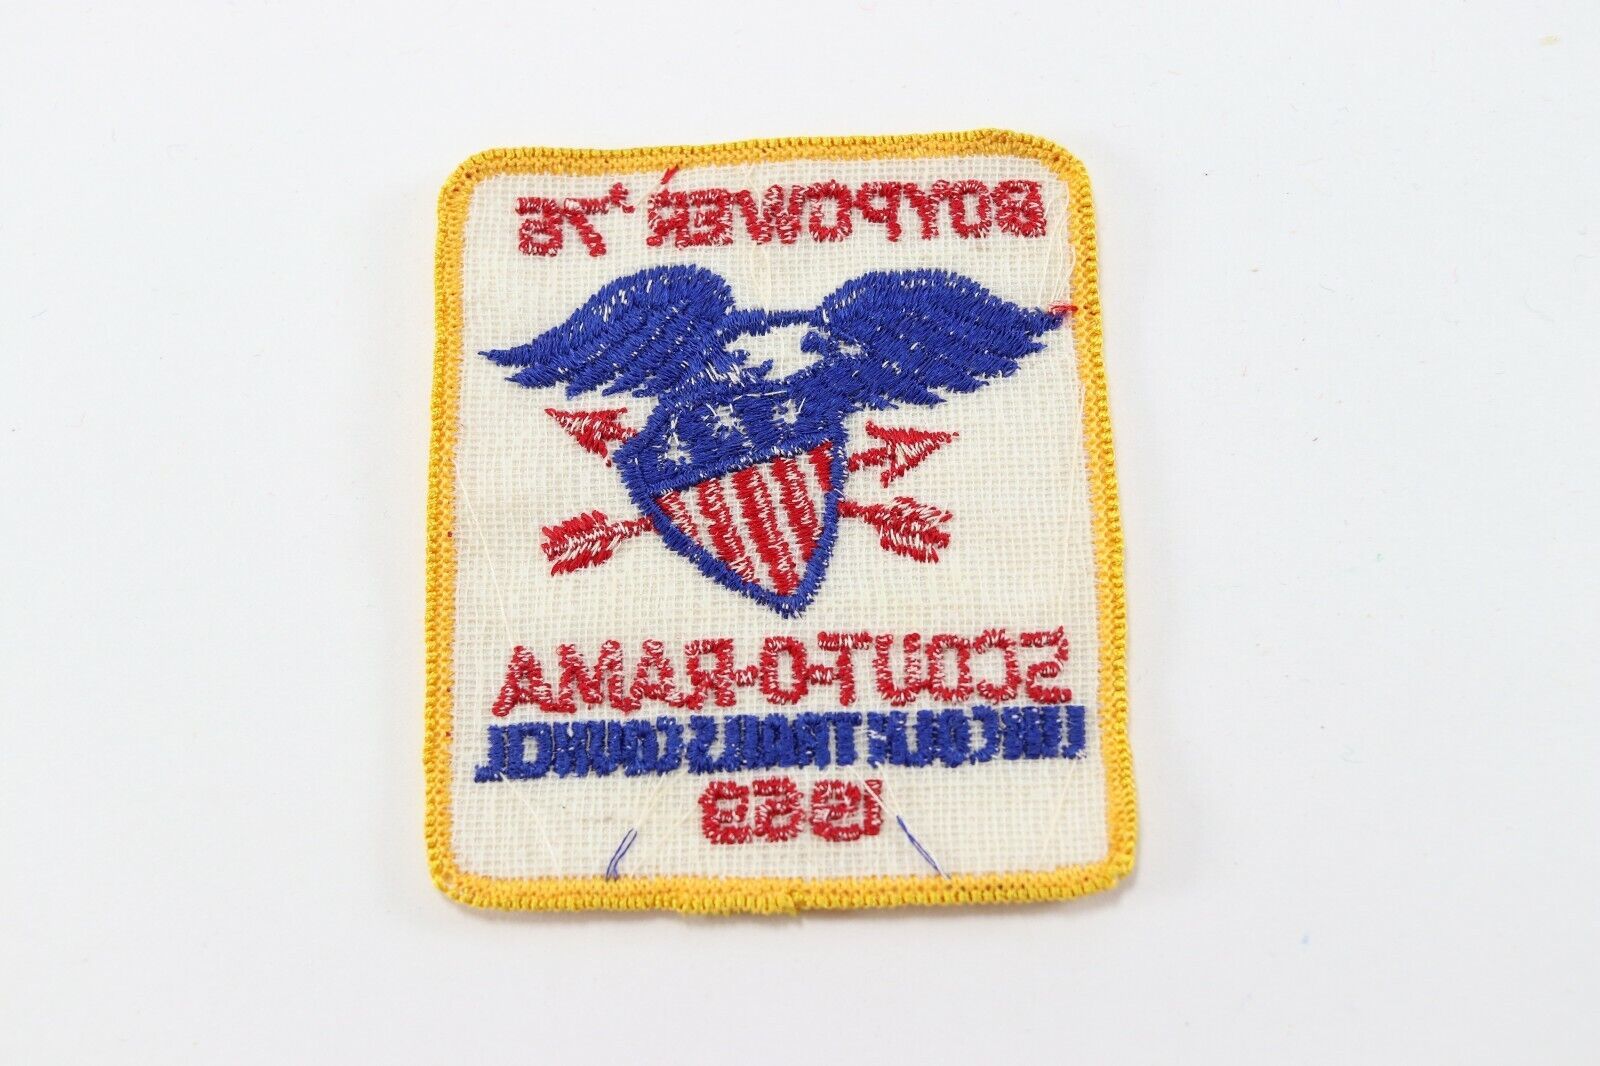 BOYPOWER '76
SCOUT-O-RAMA
LINCOLN TRAILS COUNCIL
1969